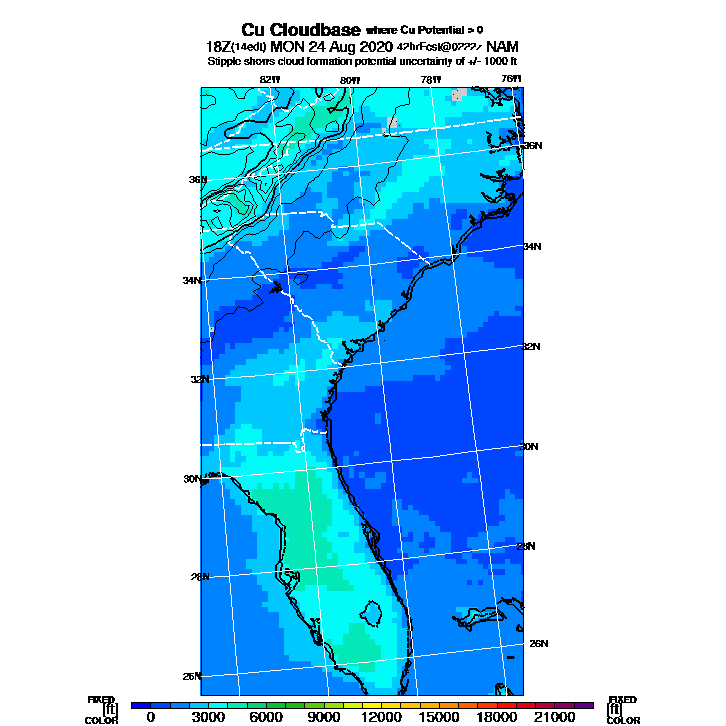 Cu Cloudbase where Cu Potential > 0
18Z(14edt) MON 24 Aug 2020 42hrFcst@0222z NAM
Stipple shows cloud formation potential uncertainty of +/- 1000 ft
82W 80W 78W 76W
36N
36N
34N
34N
32N
32N
30N
30N
28N
28N
26N
26N
FIXED FIXED
[ft] [ft]
COLOR COLOR
0 3000 6000 9000 12000 15000 18000 21000